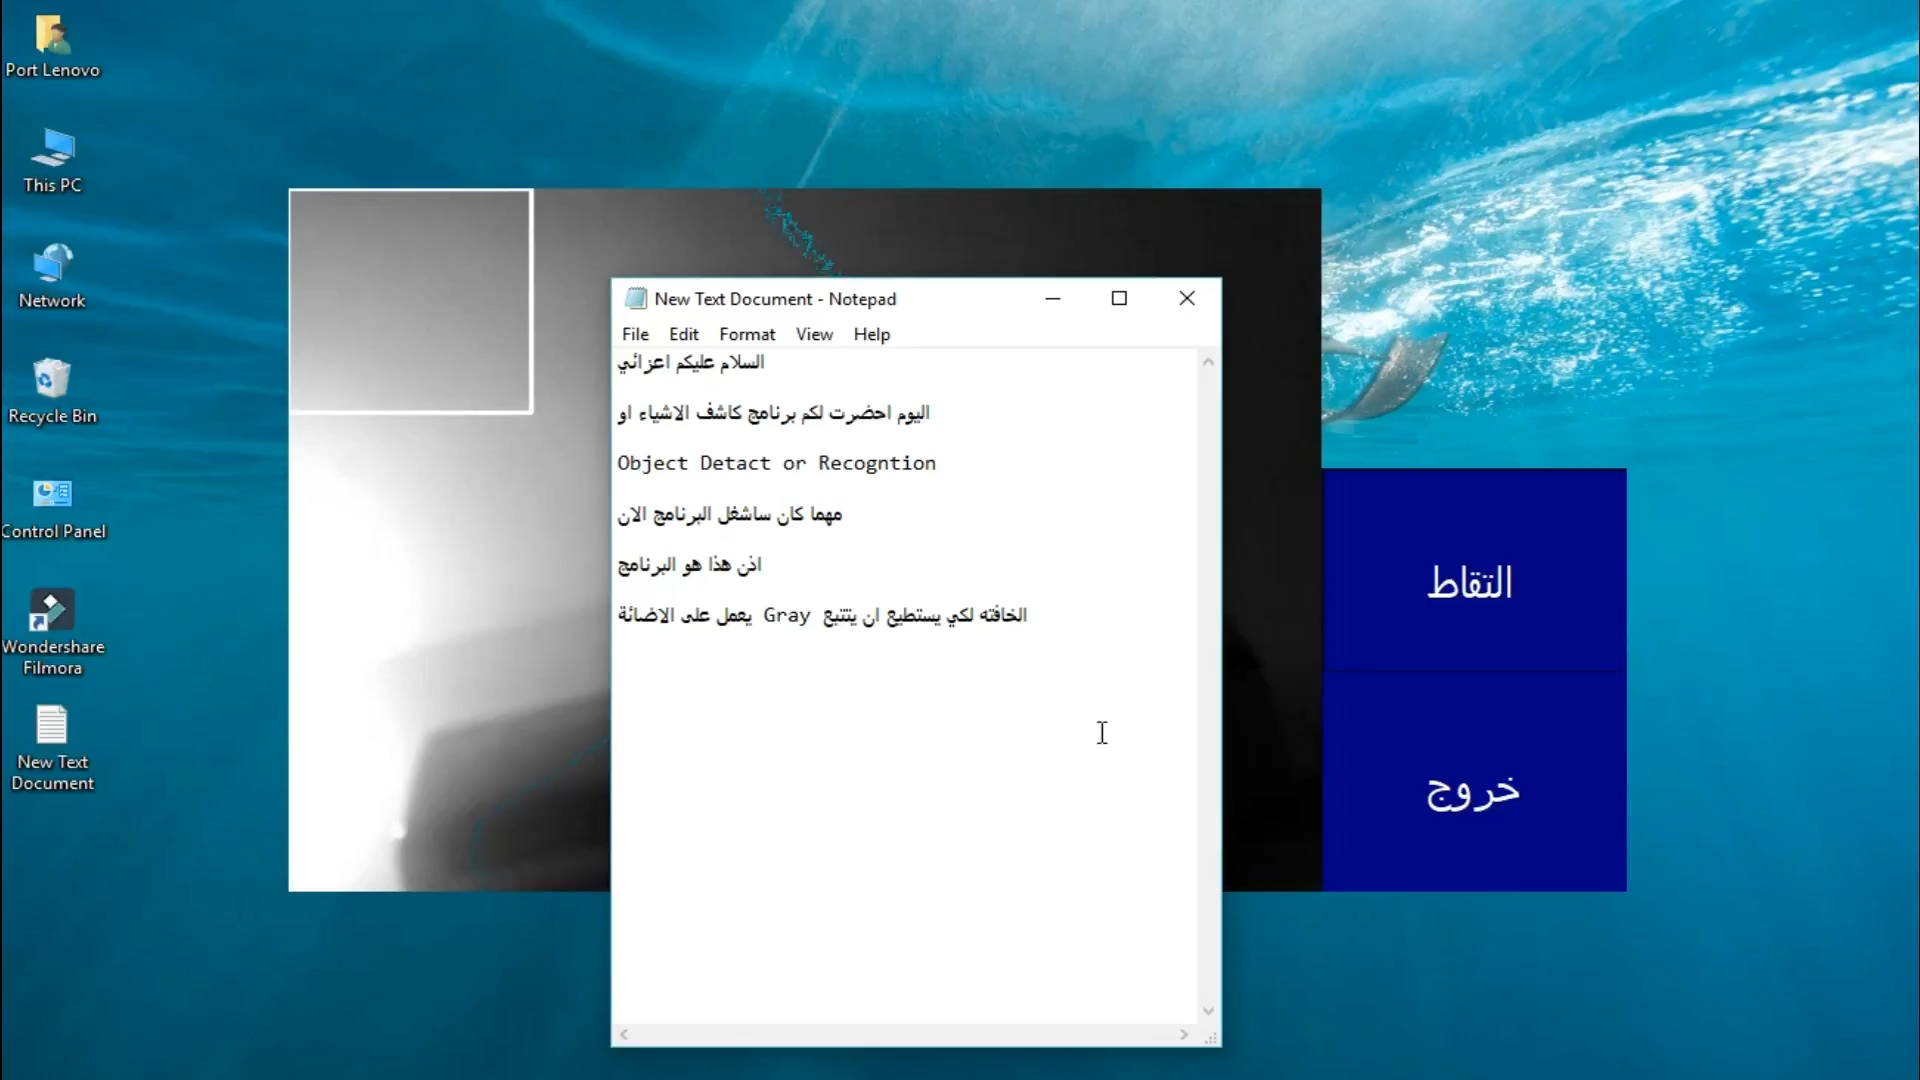 Port Lenovo
This PC
Network
Recycle Bin
Control Panel
Wondershare
Filmora
New Text
Document
New Text Document - Notepad
File Edit Format View Help
السلام عليكم اعزائي
اليوم احضرت لكم برنامج كاشف الاشياء او
Object Detact or Recogntion
مهما كان ساشغل البرنامج الان
اذن هذا هو البرنامج
يعمل على الاضائة Gray الخافته لكي يستطيع ان يتتبع
التقاط
خروج